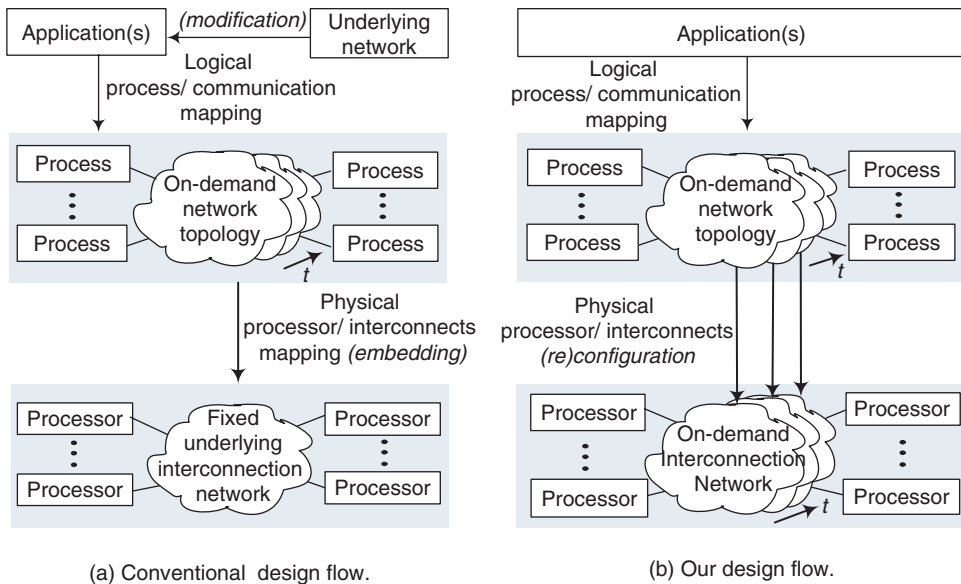 Application(s)
(modification)
Underlying
network
Logical
process/ communication
mapping
Process
Process
On-demand
network
topology
Process
Process
t
Physical
processor/ interconnects
mapping (embedding)
Processor
Processor
Fixed
underlying
interconnection
network
Processor
Processor
(a) Conventional design flow.
Application(s)
Logical
process/ communication
mapping
Process
Process
On-demand
network
topology
Process
Process
t
Physical
processor/ interconnects
(re)configuration
Processor
Processor
On-demand
Interconnection
Network
Processor
Processor
t
(b) Our design flow.